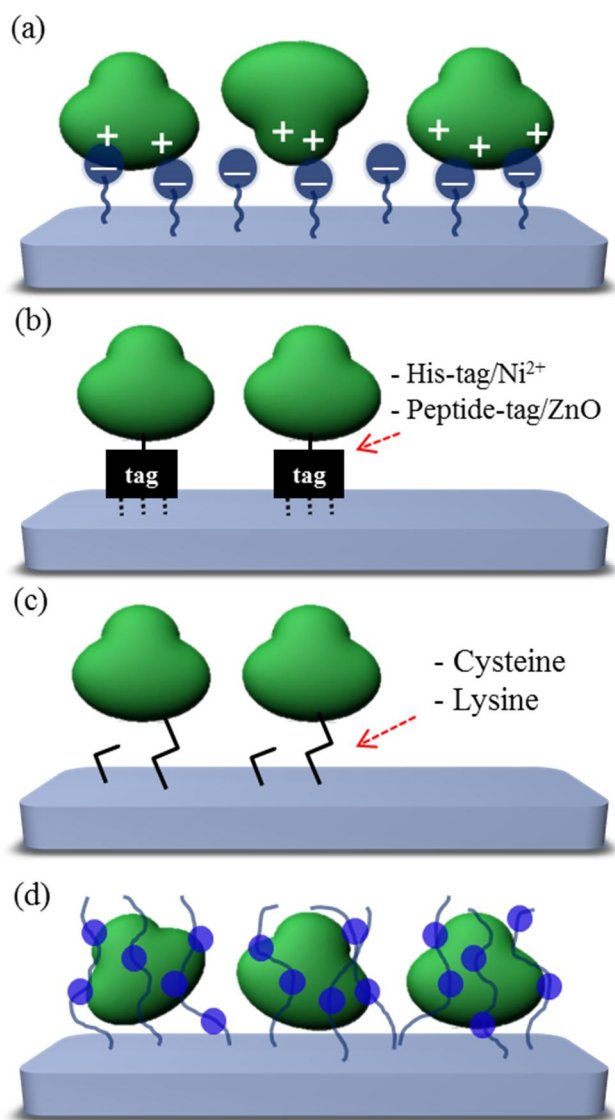 (a)
+ + + + + + +
− − − − − − −
(b)
- His-tag/Ni²⁺
- Peptide-tag/ZnO
tag tag
(c)
- Cysteine
- Lysine
(d)